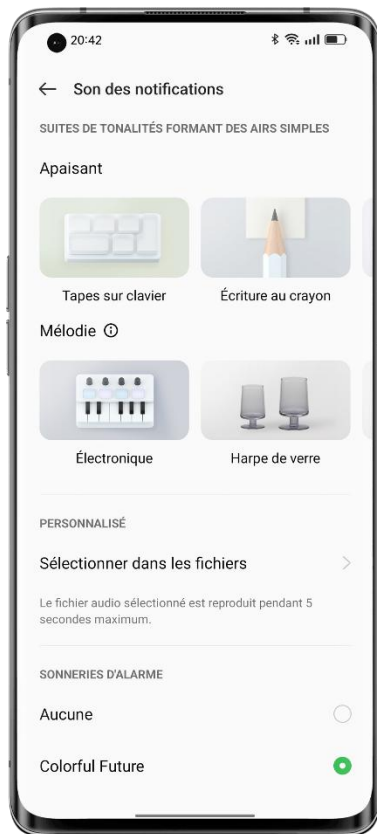 20:42
Son des notifications
SUITES DE TONALITÉS FORMANT DES AIRS SIMPLES
Apaisant
Tapes sur clavier
Écriture au crayon
Mélodie
Électronique
Harpe de verre
PERSONNALISÉ
Sélectionner dans les fichiers
Le fichier audio sélectionné est reproduit pendant 5
secondes maximum.
SONNERIES D'ALARME
Aucune
Colorful Future